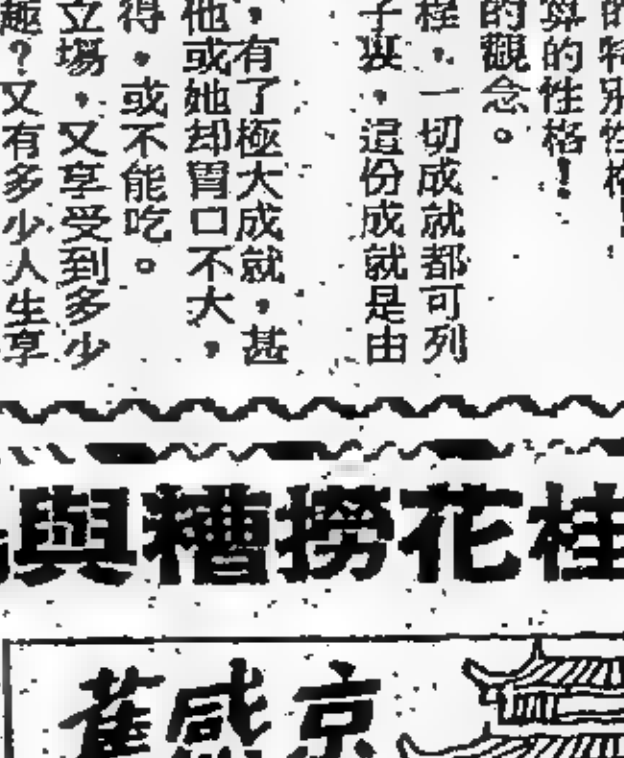 的特別性格！
算的性格！
的觀念。
程，一切成就都可列
子裏，這份成就是由
，有了極大成就，甚
他或她却胃口不大，
得，或不能吃。
立場，又享受到多少
趣？又有多少人生享
桂花撈糟與
京感舊